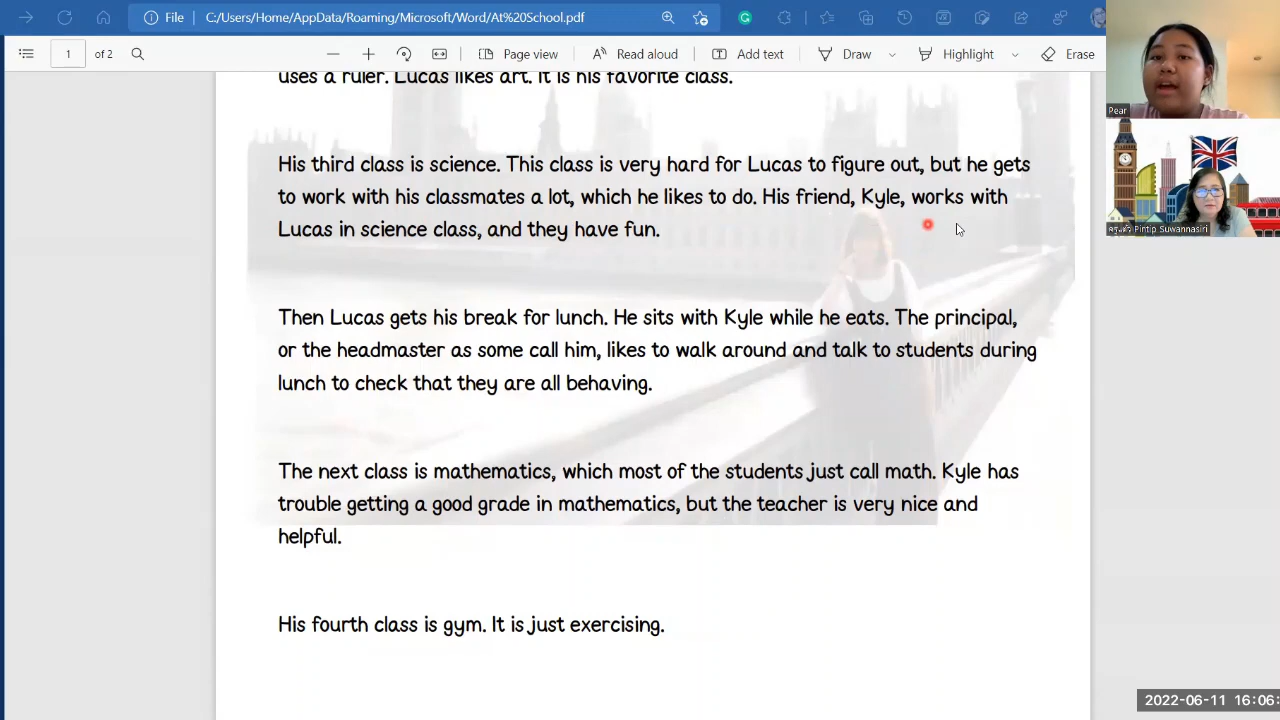 File C:/Users/Home/AppData/Roaming/Microsoft/Word/At%20School.pdf
1 of 2 Page view Read aloud Add text Draw Highlight Erase
uses a ruler. Lucas likes art. It is his favorite class.
Pear
His third class is science. This class is very hard for Lucas to figure out, but he gets
to work with his classmates a lot, which he likes to do. His friend, Kyle, works with
Lucas in science class, and they have fun.
Pintip Suwannasiri
Then Lucas gets his break for lunch. He sits with Kyle while he eats. The principal,
or the headmaster as some call him, likes to walk around and talk to students during
lunch to check that they are all behaving.
The next class is mathematics, which most of the students just call math. Kyle has
trouble getting a good grade in mathematics, but the teacher is very nice and
helpful.
His fourth class is gym. It is just exercising.
2022-06-11 16:06: